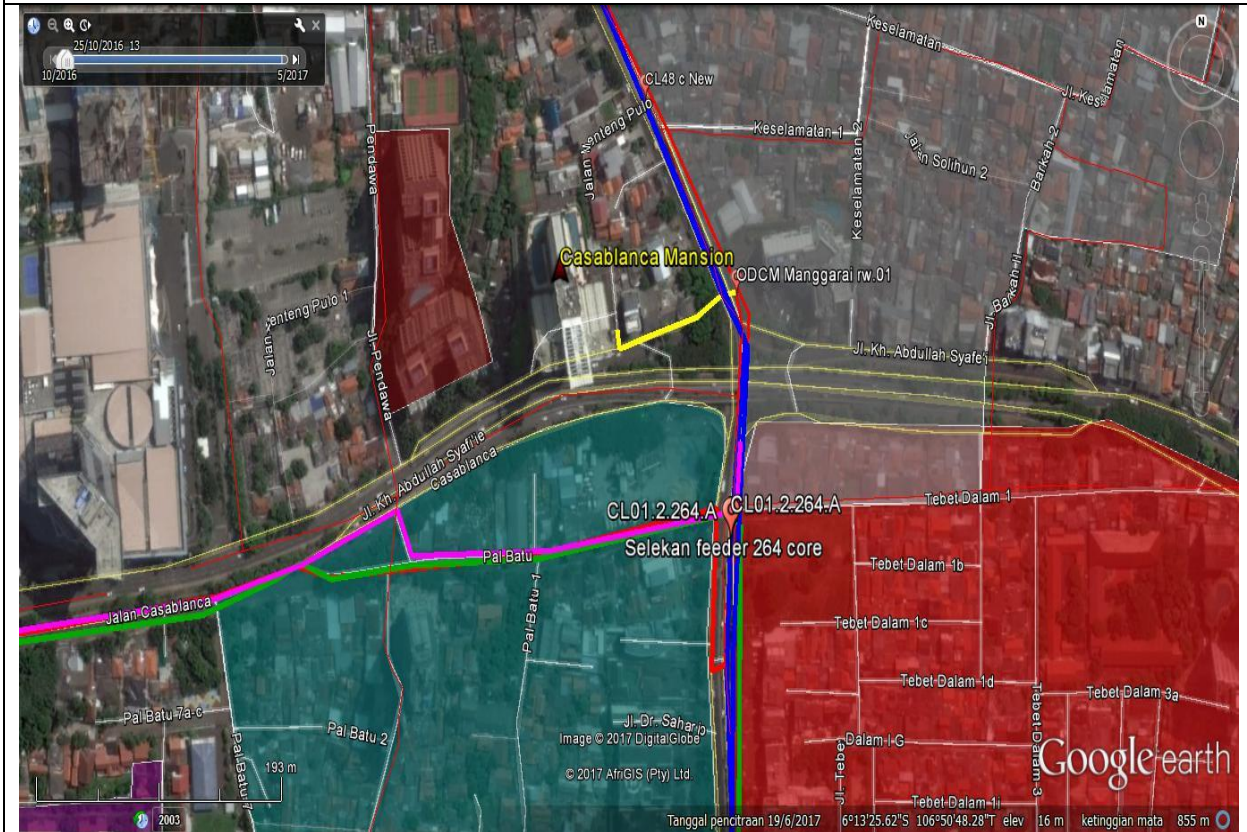 25/10/2016 13
10/2016
5/2017
N
Keselamatan
CL48 c New
Jl. Keselamatan
Jalan Menteng Pulo
Keselamatan 1
Pendawa
Keselamatan 2
Jalan Solihun 2
Barkah 2
Casablanca Mansion
ODCM Manggarai rw.01
Jl. Barkah II
Jalan Menteng Pulo 1
Jl. Pendawa
Jl. Kh. Abdullah Syafe'i
Jl. Kh. Abdullah Syafi'ie
Casablanca
Tebet Dalam 1
CL01.2.264.A
CL01.2.264.A
Selekan feeder 264 core
Pal Batu
Tebet Dalam 1b
Jalan Casablanca
Pal Batu 1
Tebet Dalam 1c
Tebet Dalam 1d
Tebet Dalam 3a
Pal Batu 7a-c
Pal Batu 2
Jl. Dr. Saharjo
Pal Batu 7
Image © 2017 DigitalGlobe
Dalam I G
Tebet Dalam 3
Google earth
193 m
© 2017 AfriGIS (Pty) Ltd.
Jl. Tebet
Tebet Dalam 1i
2003
Tanggal pencitraan 19/6/2017 6°13'25.62"S 106°50'48.28"T elev 16 m ketinggian mata 855 m